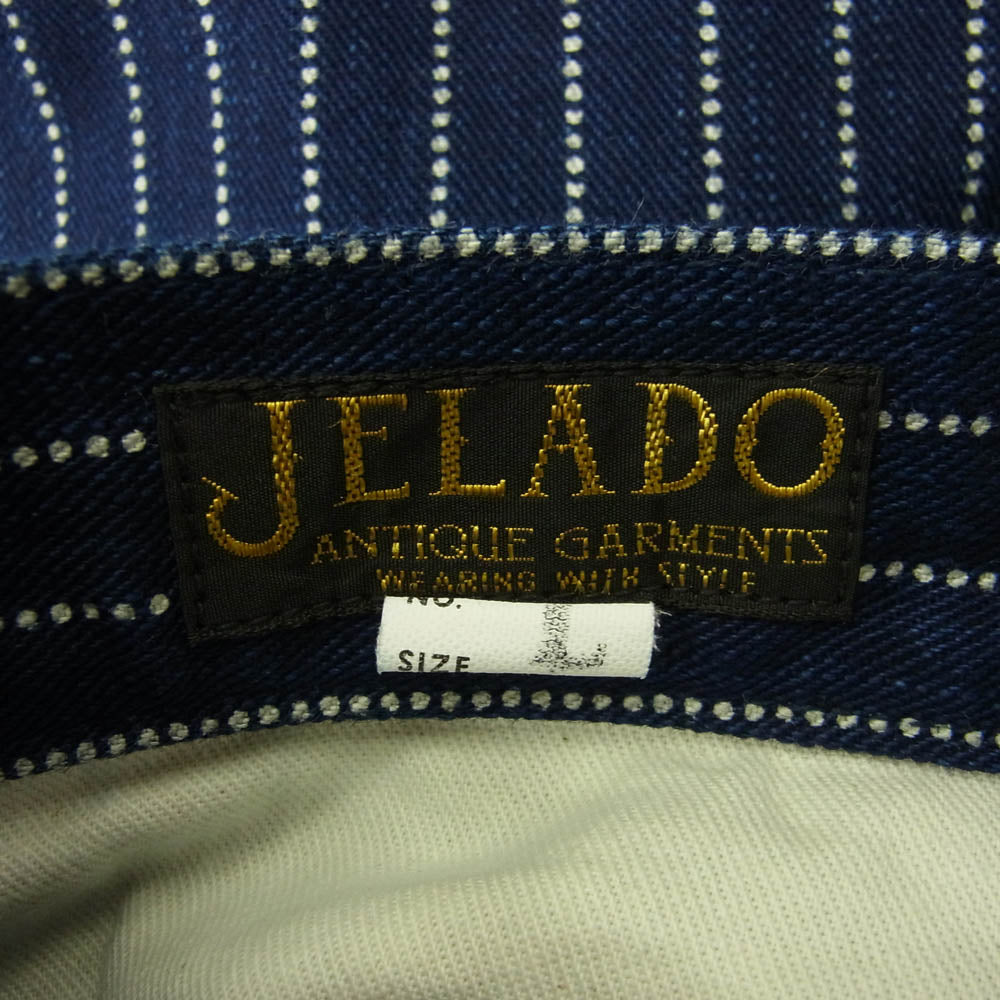 JELADO
ANTIQUE GARMENTS
WEARING WITH STYLE
NO.
SIZE